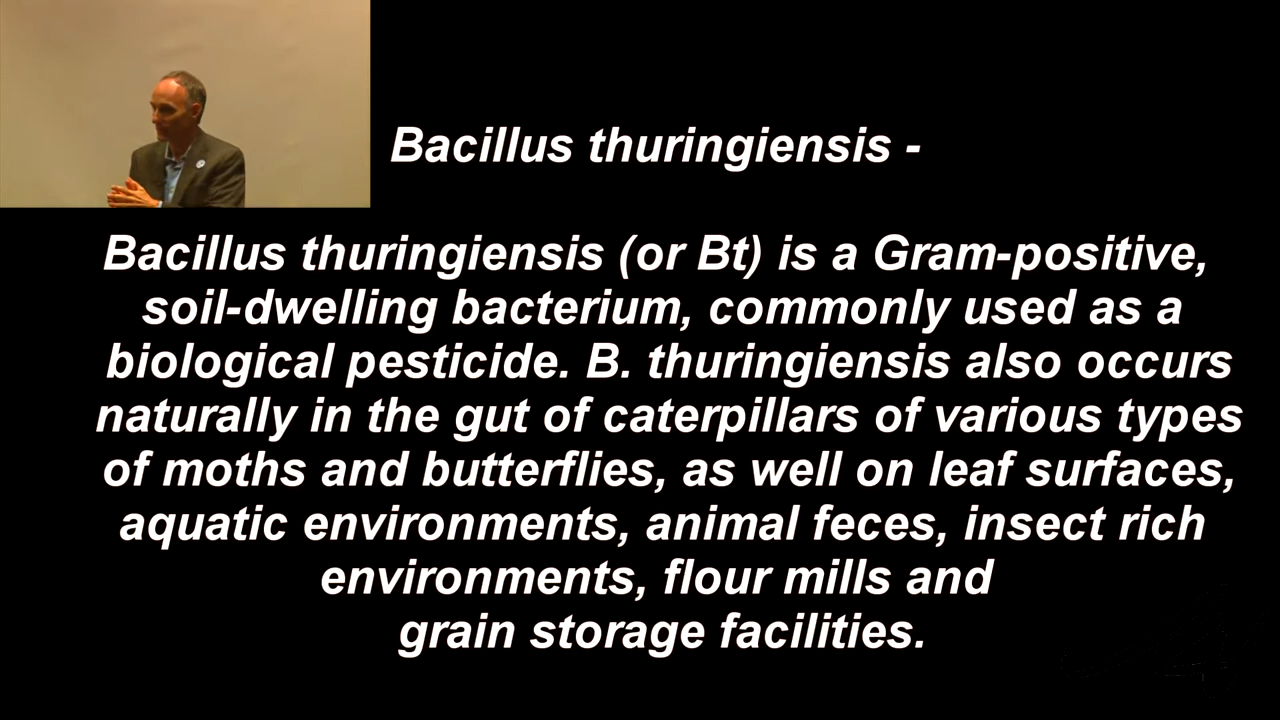 Bacillus thuringiensis -
Bacillus thuringiensis (or Bt) is a Gram-positive,
soil-dwelling bacterium, commonly used as a
biological pesticide. B. thuringiensis also occurs
naturally in the gut of caterpillars of various types
of moths and butterflies, as well on leaf surfaces,
aquatic environments, animal feces, insect rich
environments, flour mills and
grain storage facilities.